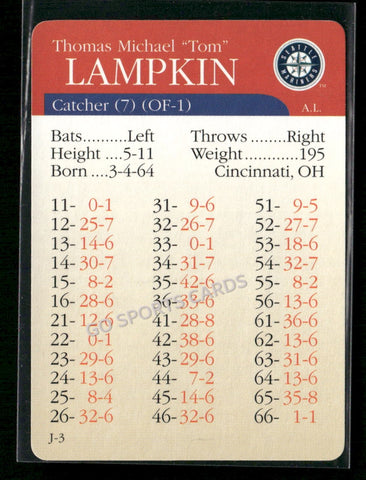 Thomas Michael “Tom”
LAMPKIN
SEATTLE
MARINERS
TM
Catcher (7) (OF-1) A.L.
Bats..........Left Throws ........Right
Height ....5-11 Weight............195
Born ....3-4-64 Cincinnati, OH
11- 0-1 31- 9-6 51- 9-5
12- 25-7 32- 26-7 52- 27-7
13- 14-6 33- 0-1 53- 18-6
14- 30-7 34- 31-6 54- 32-7
15- 8-2 35- 42-6 55- 8-2
16- 28-6 36- 33-6 56- 13-6
21- 12-6 41- 28-8 61- 36-6
22- 0-1 42- 38-6 62- 13-7
23- 29-6 43- 29-6 63- 31-6
24- 13-6 44- 7-2 64- 13-6
25- 8-4 45- 14-6 65- 35-8
26- 32-6 46- 32-6 66- 1-1
J-3
GO SPORTS CARDS